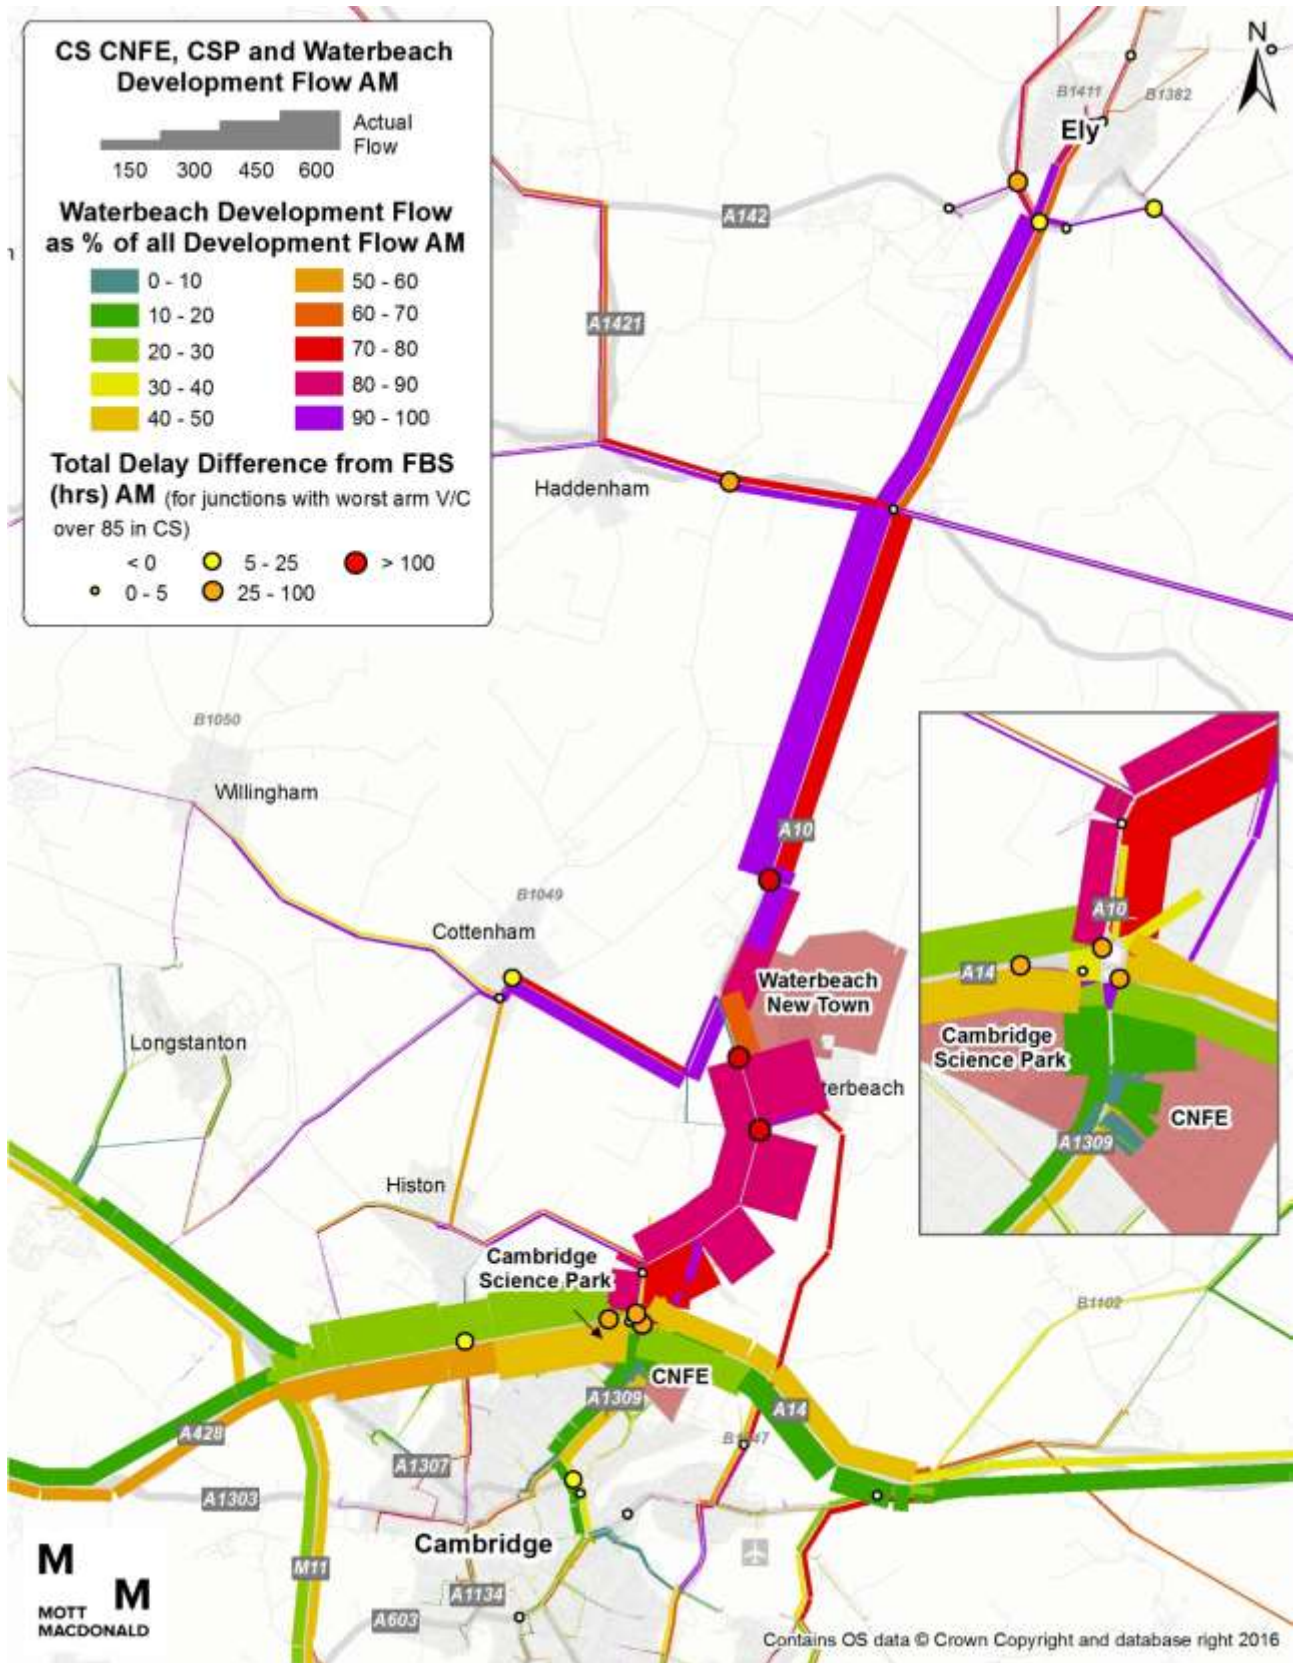 CS CNFE, CSP and Waterbeach
Development Flow AM
Actual
Flow
150 300 450 600
Waterbeach Development Flow
as % of all Development Flow AM
0 - 10 50 - 60
10 - 20 60 - 70
20 - 30 70 - 80
30 - 40 80 - 90
40 - 50 90 - 100
Total Delay Difference from FBS
(hrs) AM (for junctions with worst arm V/C
over 85 in CS)
< 0 5 - 25 > 100
0 - 5 25 - 100
N
B1411
B1382
Ely
A142
A1421
Haddenham
B1050
Willingham
A10
B1049
Cottenham
Waterbeach
New Town
Longstanton
terbeach
Histon
Cambridge
Science Park
A10
A14
Cambridge
Science Park
CNFE
A1309
B1102
CNFE
A1309
A14
A428
A1307
A1303
Cambridge
M11
A1134
A603
M
M
MOTT
MACDONALD
Contains OS data © Crown Copyright and database right 2016